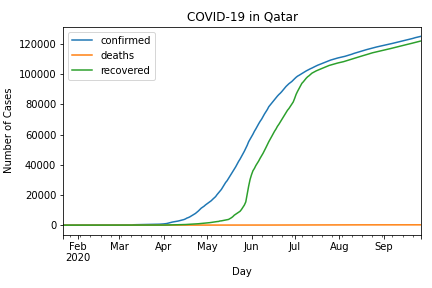 COVID-19 in Qatar
confirmed
deaths
recovered
Number of Cases
120000
100000
80000
60000
40000
20000
0
Feb Mar Apr May Jun Jul Aug Sep
2020
Day